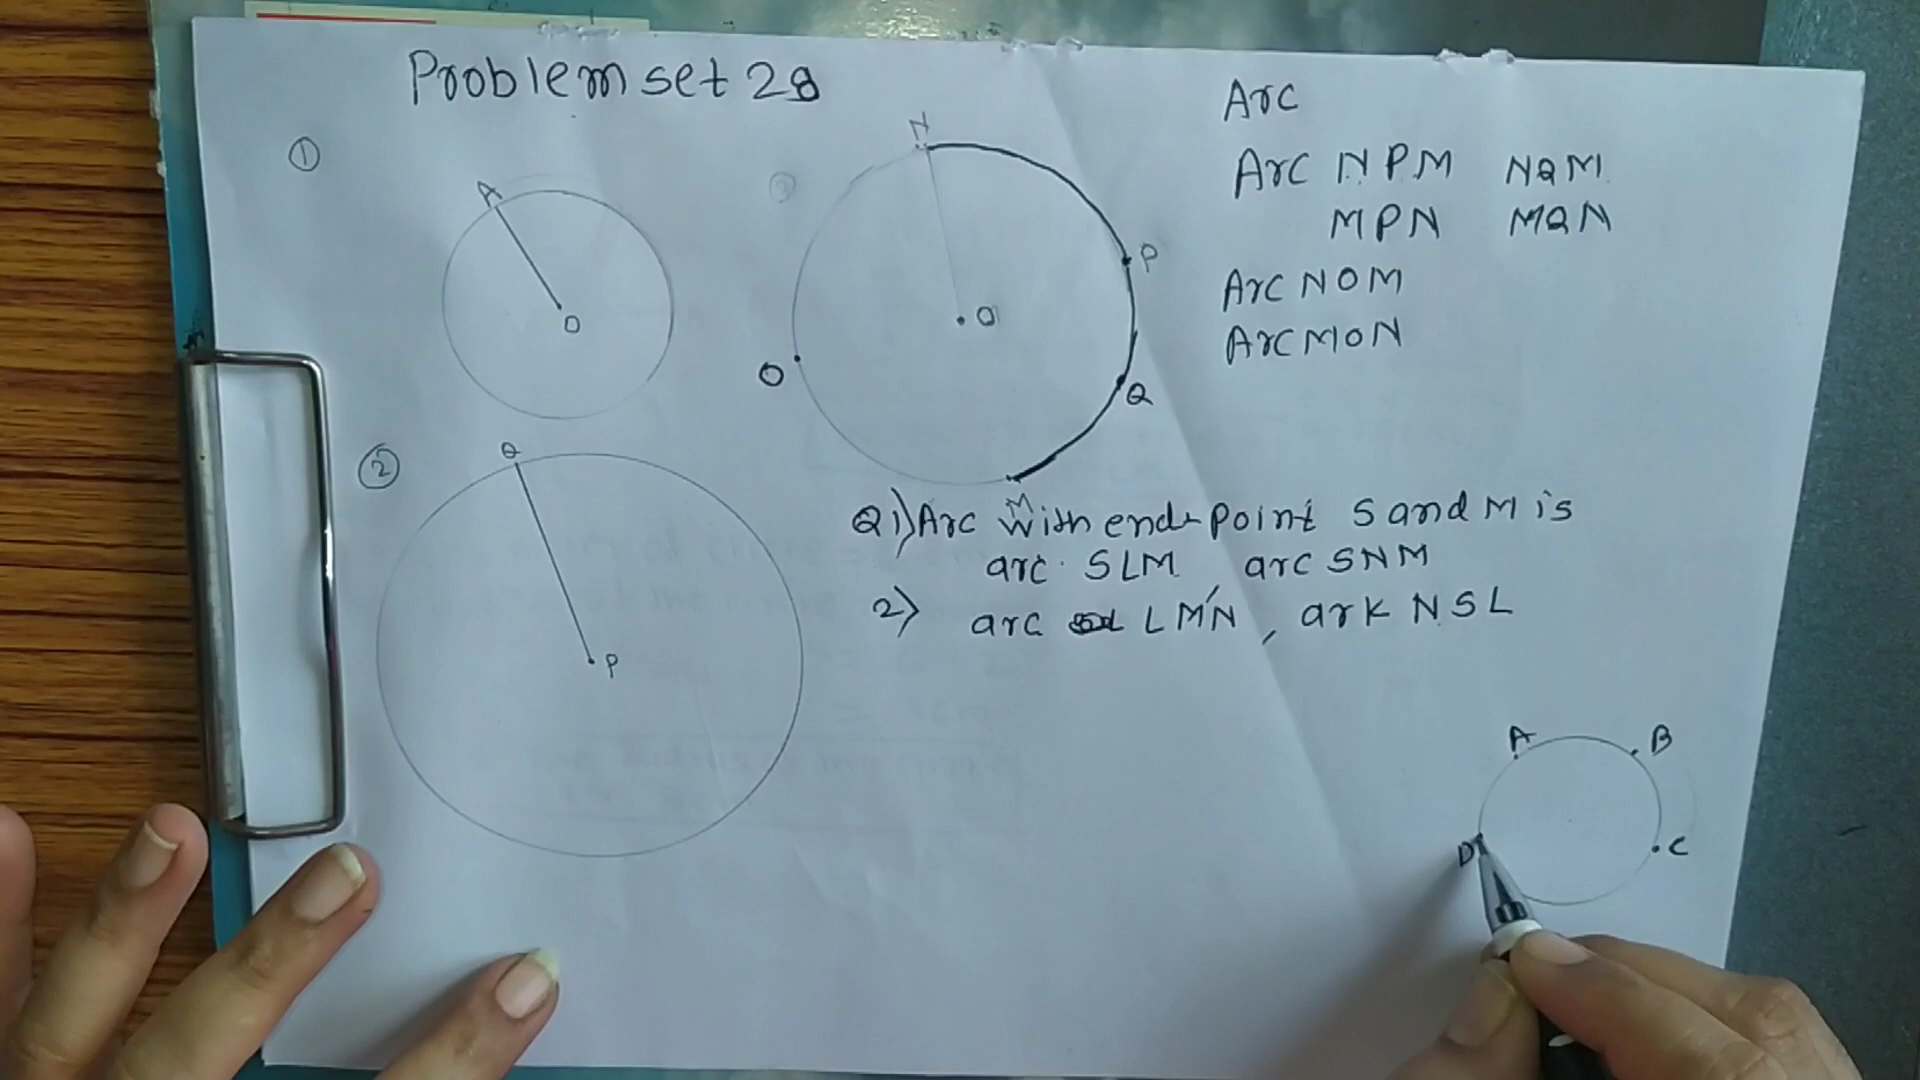 Problem set 28
①
A
O
②
Q
P
③
N
P
O
O
Q
M
Arc
Arc NPM NQM
MPN MQN
Arc NOM
Arc MON
Q1) Arc with end point S and M is
arc SLM, arc SNM
2) arc LMN, ark NSL
A
B
D
C